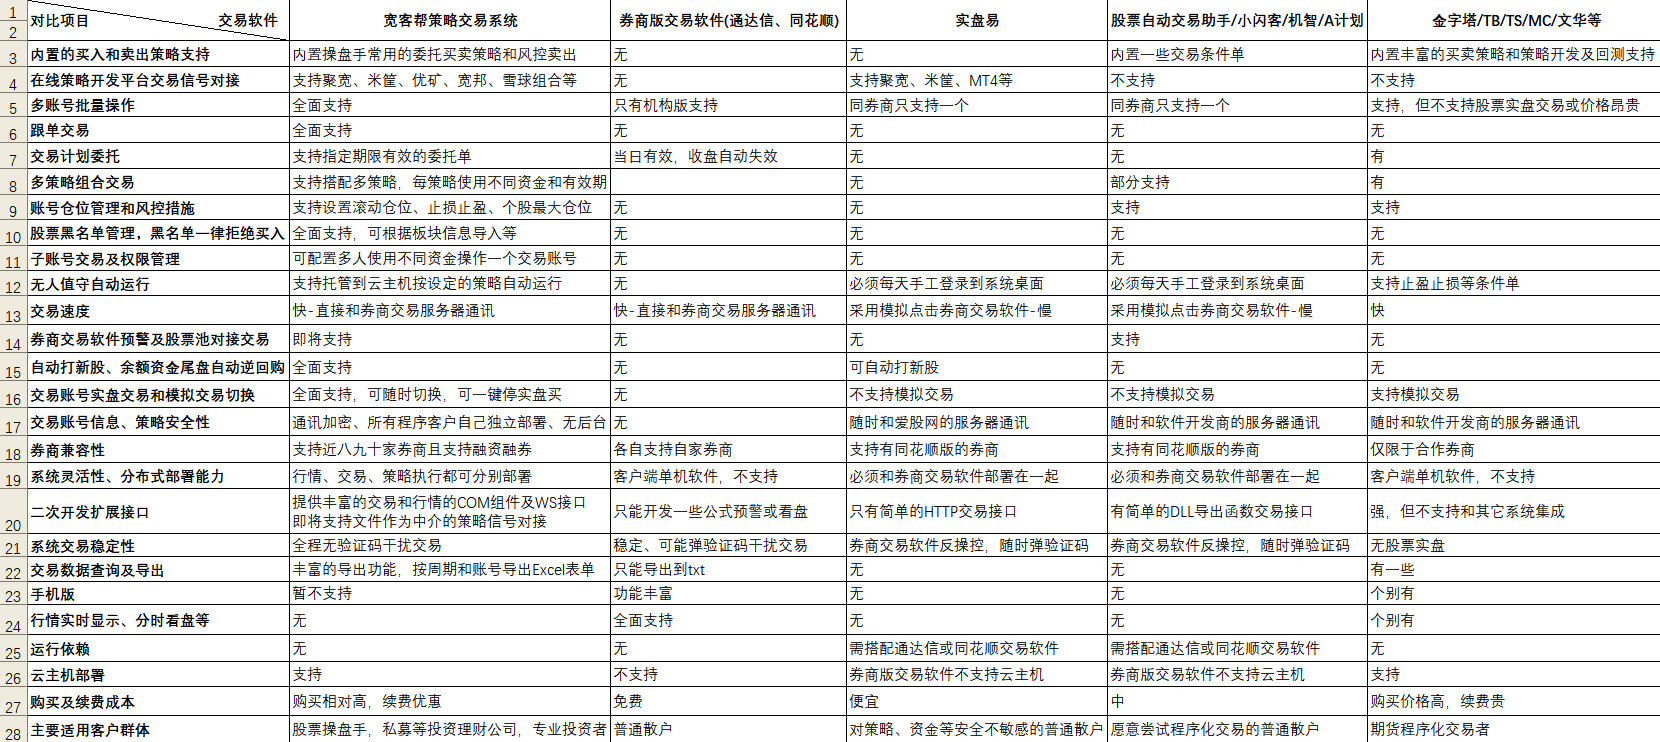 1 对比项目 交易软件 宽客帮策略交易系统 券商版交易软件(通达信、同花顺) 实盘易 股票自动交易助手/小闪客/机智/A计划 金字塔/TB/TS/MC/文华等
2
3 内置的买入和卖出策略支持 内置操盘手常用的委托买卖策略和风控卖出 无 无 内置一些交易条件单 内置丰富的买卖策略和策略开发及回测支持
4 在线策略开发平台交易信号对接 支持聚宽、米筐、优矿、宽邦、雪球组合等 无 支持聚宽、米筐、MT4等 不支持 不支持
5 多账号批量操作 全面支持 只有机构版支持 同券商只支持一个 同券商只支持一个 支持，但不支持股票实盘交易或价格昂贵
6 跟单交易 全面支持 无 无 无 无
7 交易计划委托 支持指定期限有效的委托单 当日有效，收盘自动失效 无 无 有
8 多策略组合交易 支持搭配多策略，每策略使用不同资金和有效期 无 部分支持 有
9 账号仓位管理和风控措施 支持设置滚动仓位、止损止盈、个股最大仓位 无 无 支持 支持
10 股票黑名单管理，黑名单一律拒绝买入 全面支持，可根据板块信息导入等 无 无 无 无
11 子账号交易及权限管理 可配置多人使用不同资金操作一个交易账号 无 无 无 无
12 无人值守自动运行 支持托管到云主机按设定的策略自动运行 无 必须每天手工登录到系统桌面 必须每天手工登录到系统桌面 支持止盈止损等条件单
13 交易速度 快-直接和券商交易服务器通讯 快-直接和券商交易服务器通讯 采用模拟点击券商交易软件-慢 采用模拟点击券商交易软件-慢 快
14 券商交易软件预警及股票池对接交易 即将支持 无 无 支持 无
15 自动打新股、余额资金尾盘自动逆回购 全面支持 无 可自动打新股 无 无
16 交易账号实盘交易和模拟交易切换 全面支持，可随时切换，可一键停实盘买 无 不支持模拟交易 不支持模拟交易 支持模拟交易
17 交易账号信息、策略安全性 通讯加密、所有程序客户自己独立部署、无后台 无 随时和爱股网的服务器通讯 随时和软件开发商的服务器通讯 随时和软件开发商的服务器通讯
18 券商兼容性 支持近八九十家券商且支持融资融券 各自支持自家券商 支持有同花顺版的券商 支持有同花顺版的券商 仅限于合作券商
19 系统灵活性、分布式部署能力 行情、交易、策略执行都可分别部署 客户端单机软件，不支持 必须和券商交易软件部署在一起 必须和券商交易软件部署在一起 客户端单机软件，不支持
20 二次开发扩展接口 提供丰富的交易和行情的COM组件及WS接口 只能开发一些公式预警或看盘 只有简单的HTTP交易接口 有简单的DLL导出函数交易接口 强，但不支持和其它系统集成
即将支持文件作为中介的策略信号对接
21 系统交易稳定性 全程无验证码干扰交易 稳定、可能弹验证码干扰交易 券商交易软件反操控，随时弹验证码 券商交易软件反操控，随时弹验证码 无股票实盘
22 交易数据查询及导出 丰富的导出功能，按周期和账号导出Excel表单 只能导出到txt 无 无 有一些
23 手机版 暂不支持 功能丰富 无 无 个别有
24 行情实时显示、分时看盘等 无 全面支持 无 无 个别有
25 运行依赖 无 无 需搭配通达信或同花顺交易软件 需搭配通达信或同花顺交易软件 无
26 云主机部署 支持 不支持 券商版交易软件不支持云主机 券商版交易软件不支持云主机 支持
27 购买及续费成本 购买相对高，续费优惠 免费 便宜 中 购买价格高，续费贵
28 主要适用客户群体 股票操盘手，私募等投资理财公司，专业投资者 普通散户 对策略、资金等安全不敏感的普通散户 愿意尝试程序化交易的普通散户 期货程序化交易者